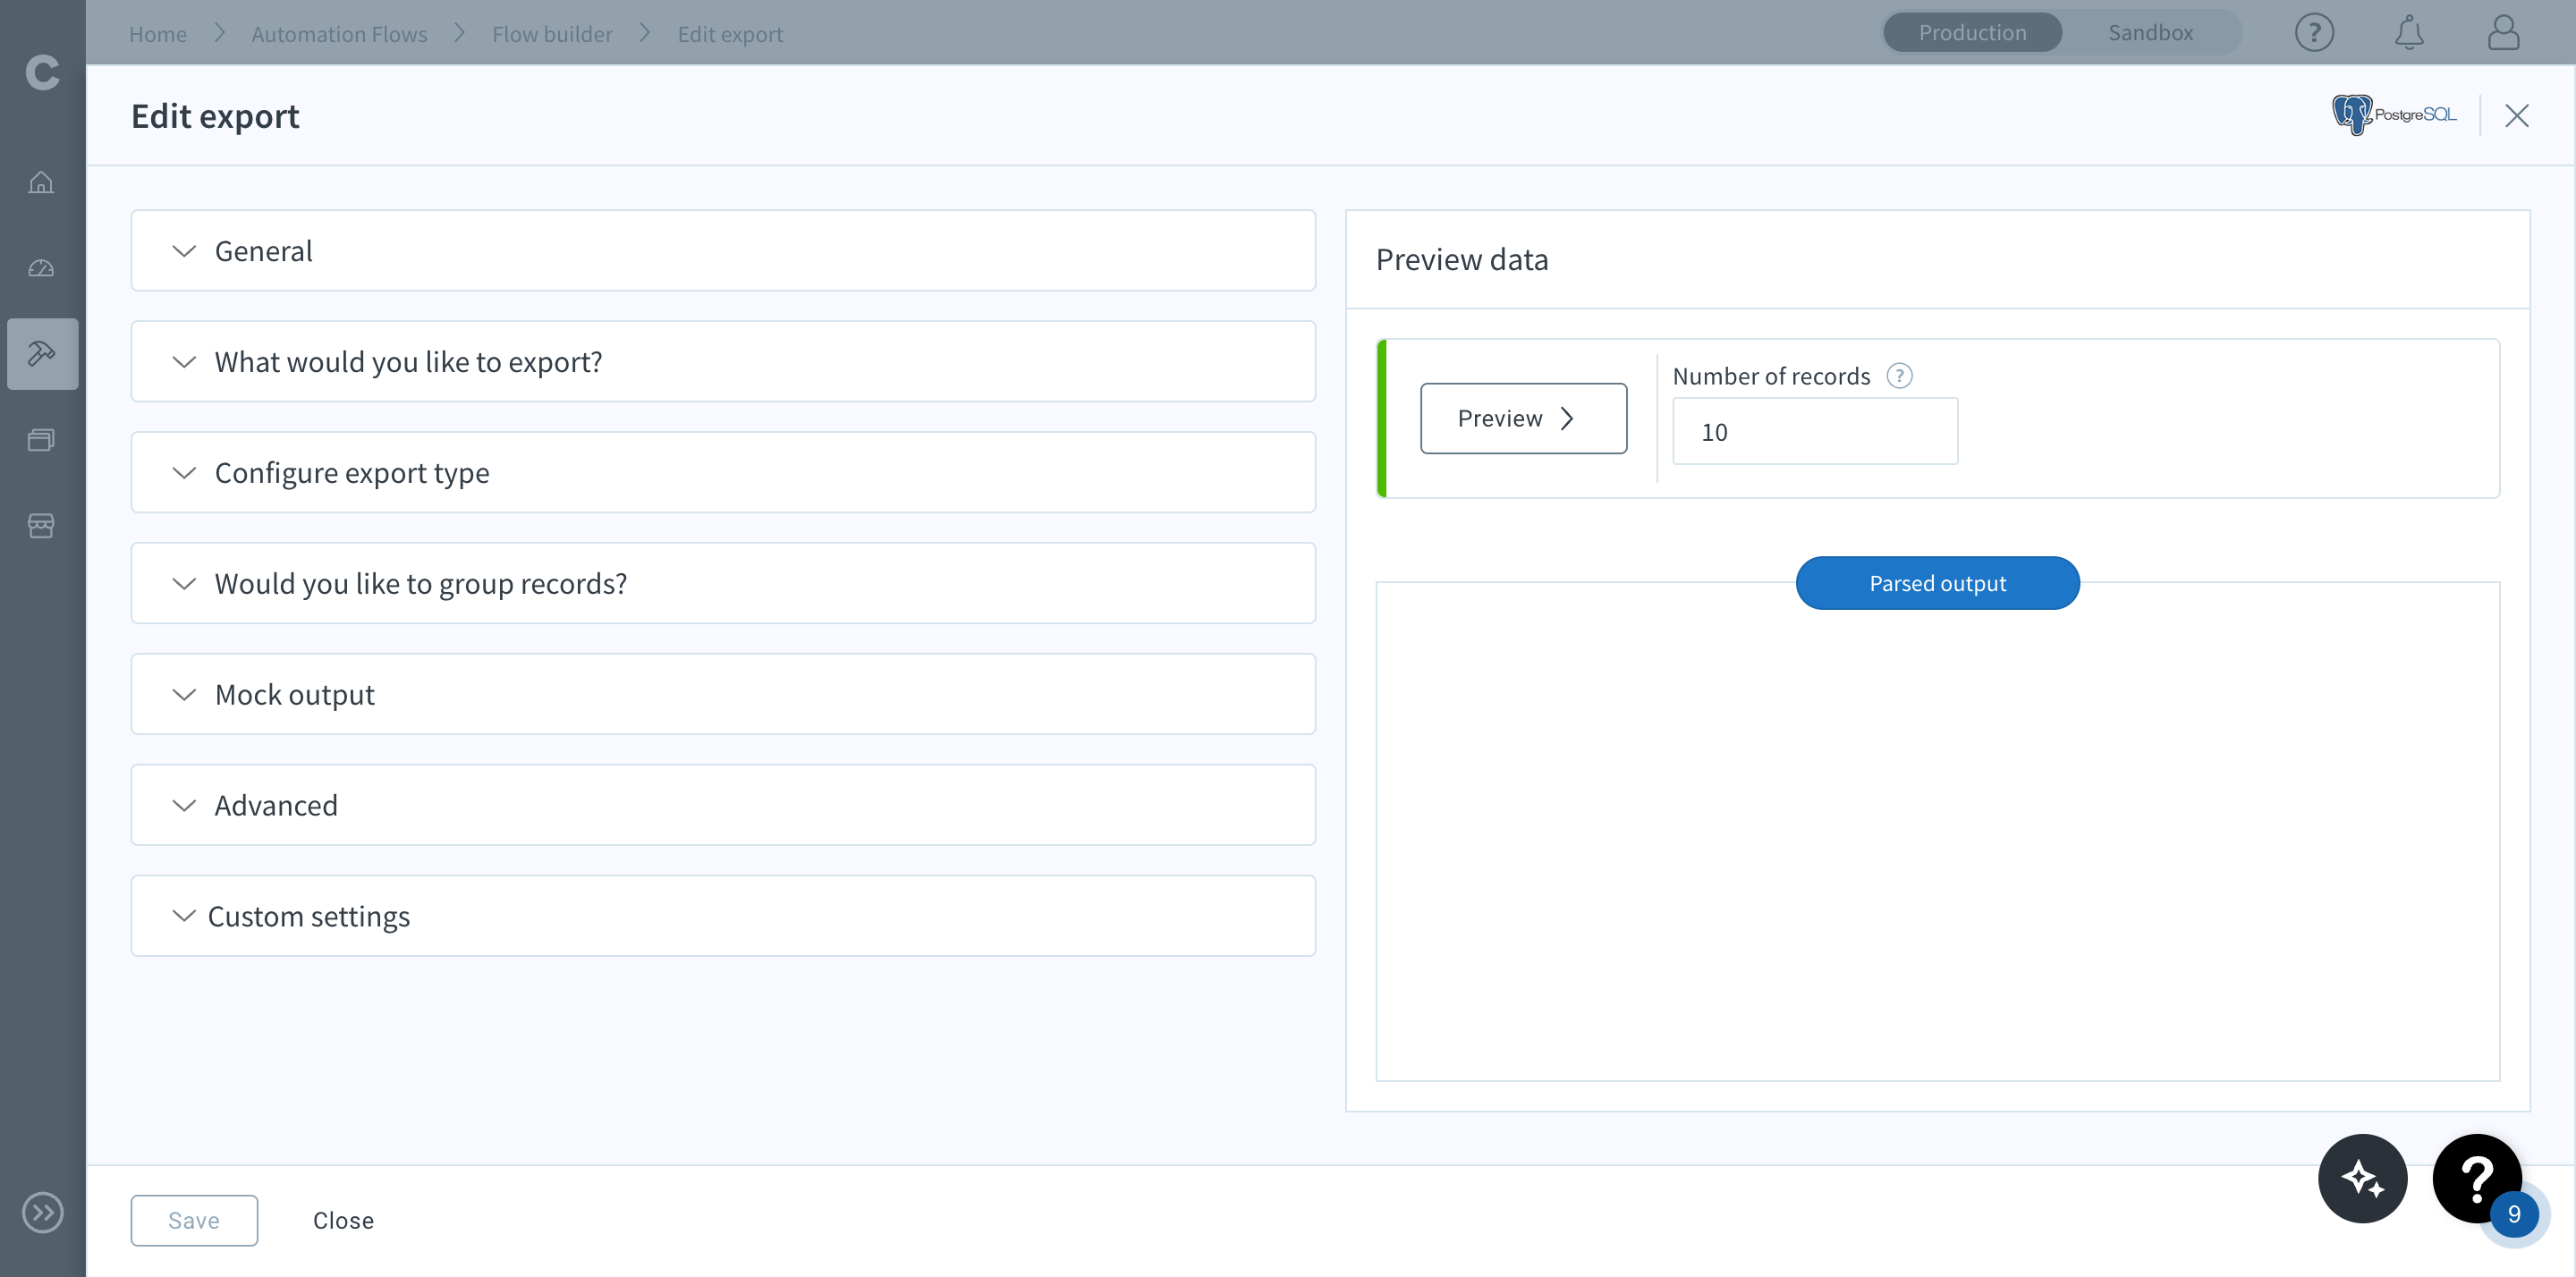 Home
Automation Flows
Flow builder
Edit export
Production
Sandbox
?
C
Edit export
PostgreSQL
General
What would you like to export?
Configure export type
Would you like to group records?
Mock output
Advanced
Custom settings
Preview data
Preview
Number of records ?
10
Parsed output
Save
Close
?
9